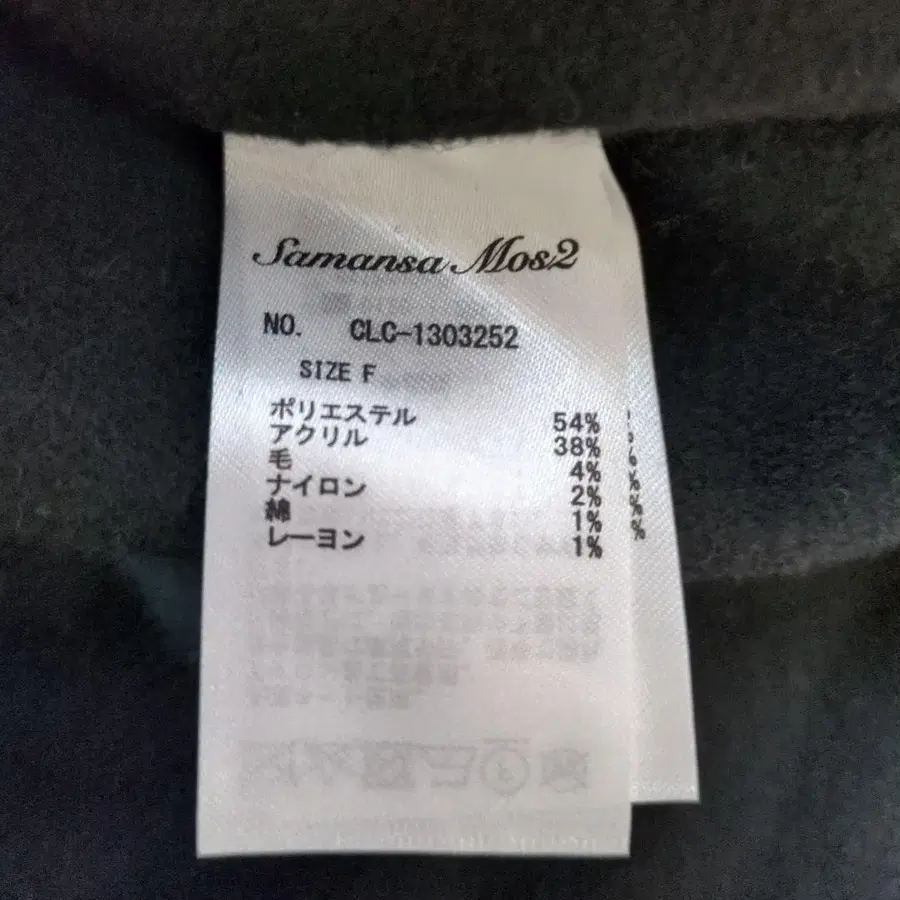 Samansa Mos2
NO. CLC-1303252
SIZE F
ポリエステル 54%
アクリル 38%
毛 4%
ナイロン 2%
綿 1%
レーヨン 1%